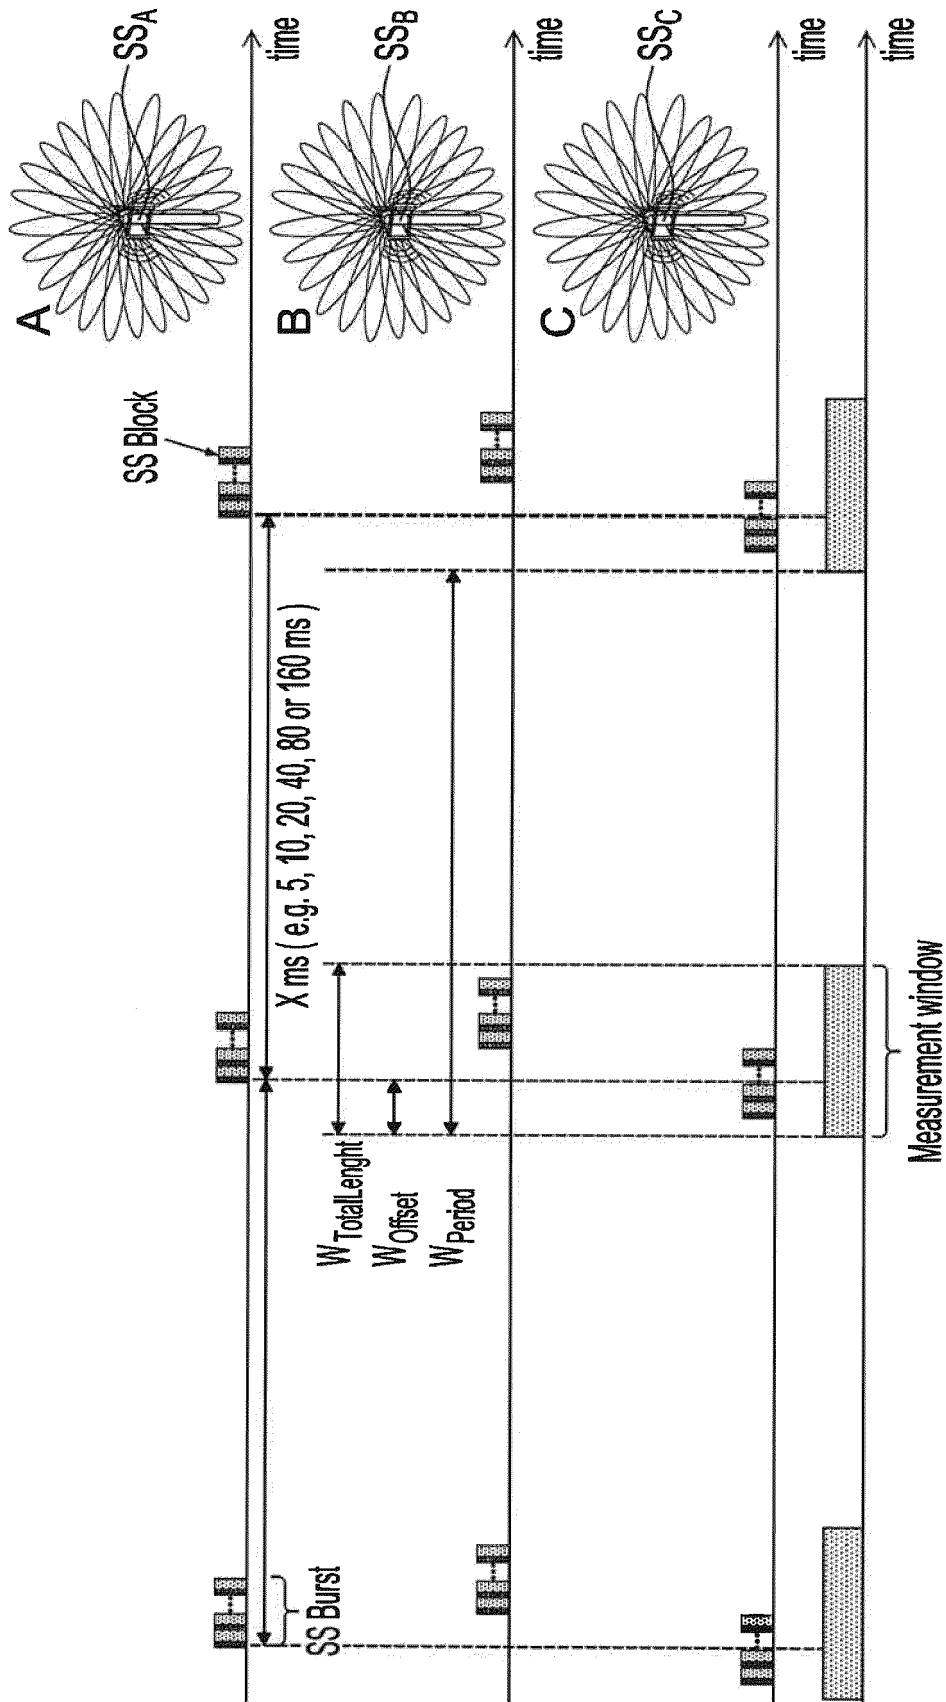 A
SS_A
time
SS Block
X ms ( e.g. 5, 10, 20, 40, 80 or 160 ms )
SS Burst
B
SS_B
time
W_TotalLenght
W_Offset
W_Period
C
SS_C
time
time
Measurement window